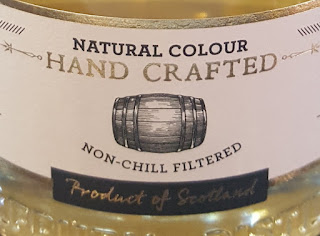 NATURAL COLOUR
HAND CRAFTED
NON-CHILL FILTERED
Product of Scotland